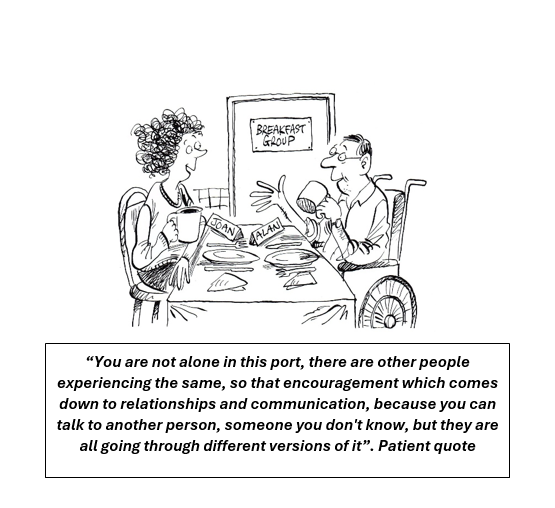 BREAKFAST
GROUP
JOAN
ALAN
“You are not alone in this port, there are other people
experiencing the same, so that encouragement which comes
down to relationships and communication, because you can
talk to another person, someone you don't know, but they are
all going through different versions of it”. Patient quote